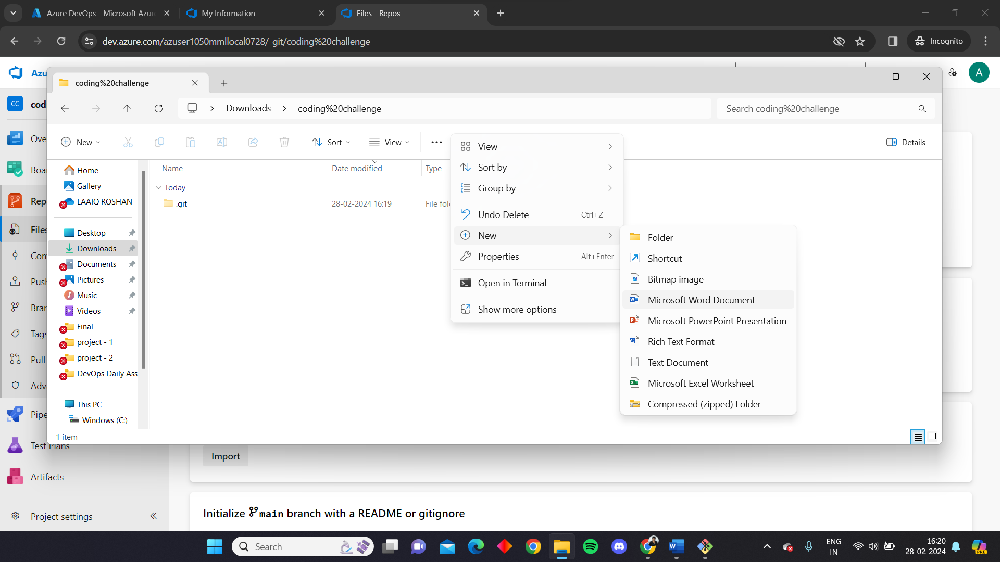 Azure DevOps - Microsoft Azur
My Information
Files - Repos
dev.azure.com/azuser1050mmllocal0728/_git/coding%20challenge
Incognito
Azu
A
coding%20challenge
CC
cod
Downloads
coding%20challenge
Search coding%20challenge
New
Sort
View
Details
Ove
Boa
Rep
Files
Com
Push
Bran
Tags
Pull
Adv
Pipe
Test Plans
Artifacts
Project settings
Home
Gallery
LAAIQ ROSHAN -
Desktop
Downloads
Documents
Pictures
Music
Videos
Final
project - 1
project - 2
DevOps Daily Ass
This PC
Windows (C:)
1 item
Name
Date modified
Type
Today
.git
28-02-2024 16:19
File fol
View
Sort by
Group by
Undo Delete
Ctrl+Z
New
Properties
Alt+Enter
Open in Terminal
Show more options
Folder
Shortcut
Bitmap image
Microsoft Word Document
Microsoft PowerPoint Presentation
Rich Text Format
Text Document
Microsoft Excel Worksheet
Compressed (zipped) Folder
Import
Initialize main branch with a README or gitignore
Search
ENG
IN
16:20
28-02-2024
PRE